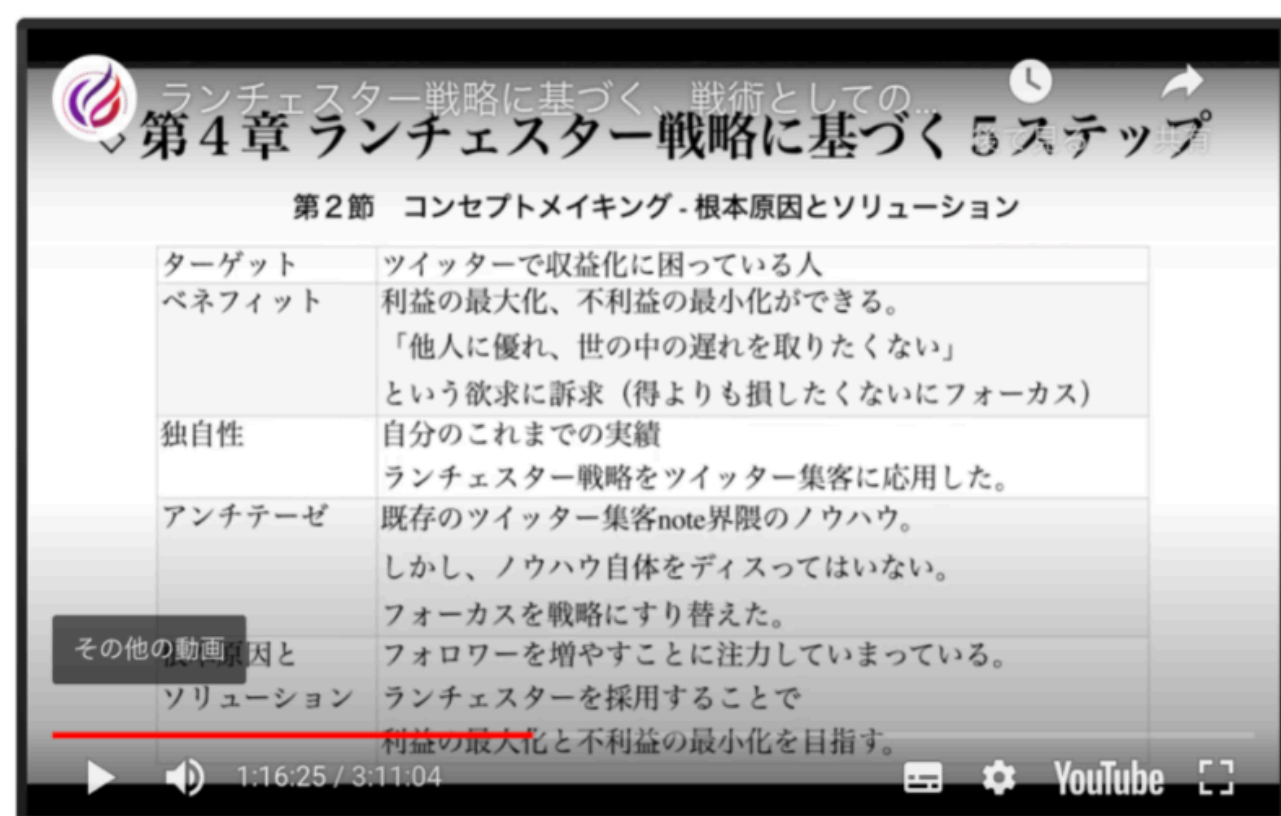 ランチェスター戦略に基づく、戦術としての...
後で見る 共有
第4章 ランチェスター戦略に基づく5ステップ
第2節 コンセプトメイキング - 根本原因とソリューション
ターゲット ツイッターで収益化に困っている人
ベネフィット 利益の最大化、不利益の最小化ができる。
「他人に優れ、世の中の遅れを取りたくない」
という欲求に訴求(得よりも損したくないにフォーカス)
独自性 自分のこれまでの実績
ランチェスター戦略をツイッター集客に応用した。
アンチテーゼ 既存のツイッター集客note界隈のノウハウ。
しかし、ノウハウ自体をディスってはいない。
フォーカスを戦略にすり替えた。
その他の動画
原因と フォロワーを増やすことに注力していまっている。
ソリューション ランチェスターを採用することで
利益の最大化と不利益の最小化を目指す。
1:16:25 / 3:11:04
YouTube